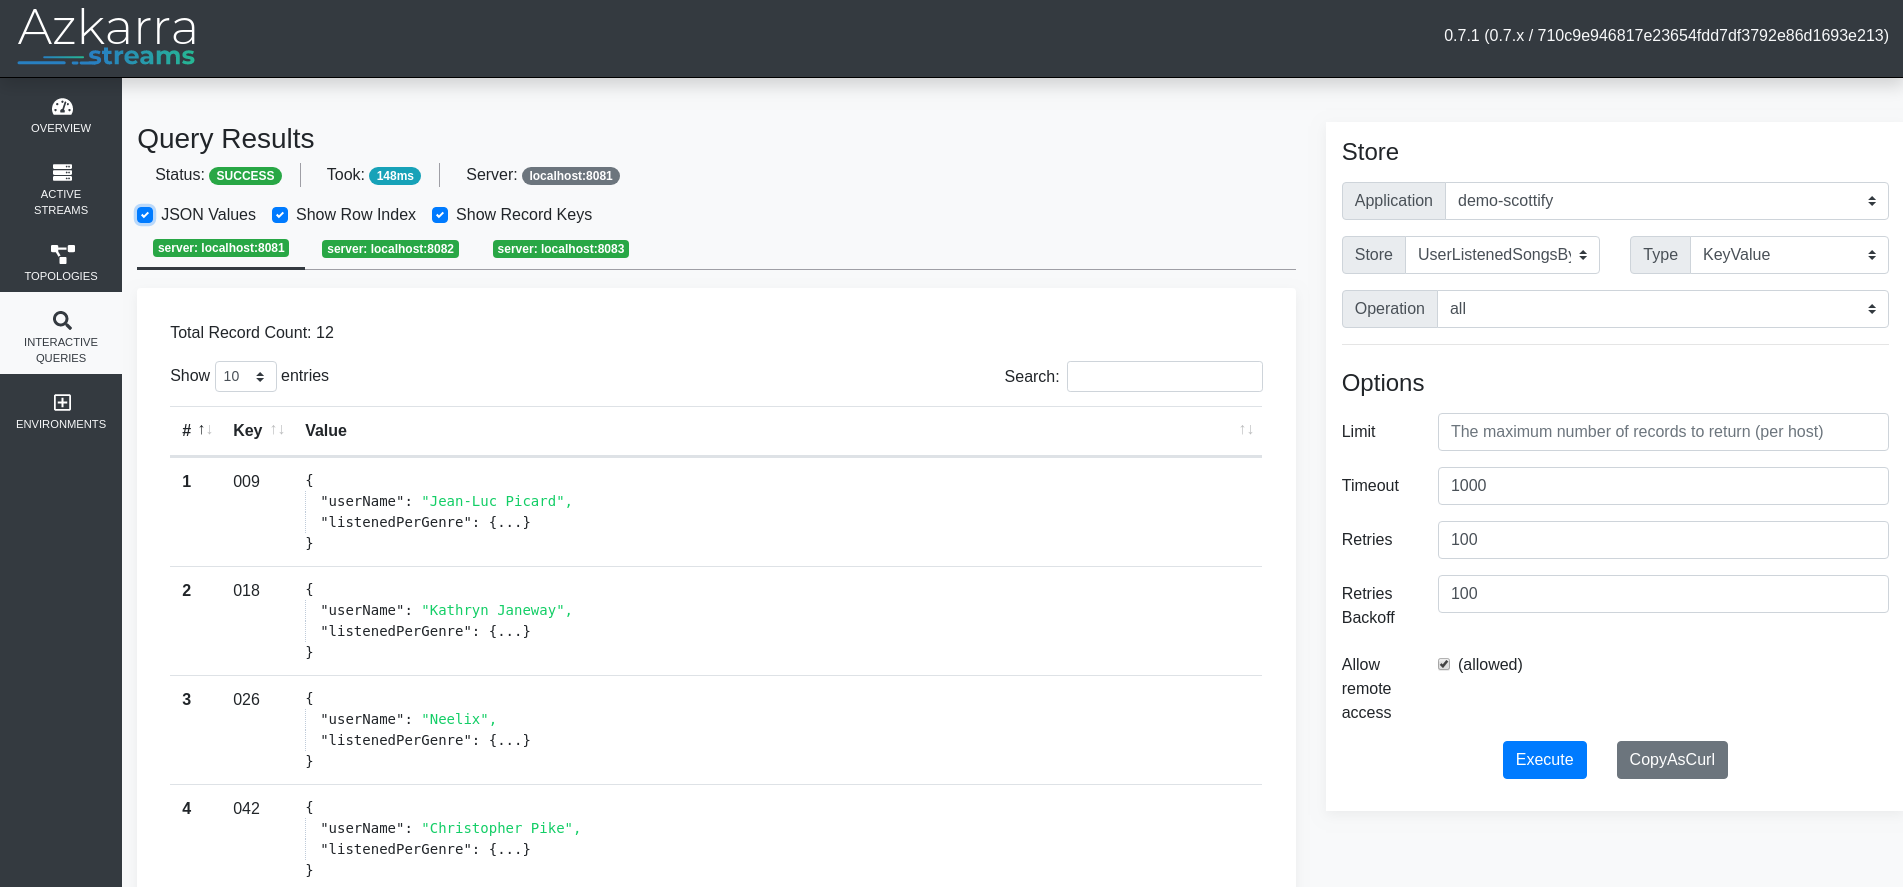 Azkarra
streams
0.7.1 (0.7.x / 710c9e946817e23654fdd7df3792e86d1693e213)
OVERVIEW
ACTIVE
STREAMS
TOPOLOGIES
INTERACTIVE
QUERIES
ENVIRONMENTS
Query Results
Status: SUCCESS Took: 148ms Server: localhost:8081
JSON Values Show Row Index Show Record Keys
server: localhost:8081 server: localhost:8082 server: localhost:8083
Total Record Count: 12
Show 10 entries Search:
# ↑↓ Key ↑↓ Value ↑↓
1 009 {
"userName": "Jean-Luc Picard",
"listenedPerGenre": {...}
}
2 018 {
"userName": "Kathryn Janeway",
"listenedPerGenre": {...}
}
3 026 {
"userName": "Neelix",
"listenedPerGenre": {...}
}
4 042 {
"userName": "Christopher Pike",
"listenedPerGenre": {...}
}
Store
Application demo-scottify
Store UserListenedSongsBy Type KeyValue
Operation all
Options
Limit The maximum number of records to return (per host)
Timeout 1000
Retries 100
Retries
Backoff 100
Allow
remote
access (allowed)
Execute CopyAsCurl